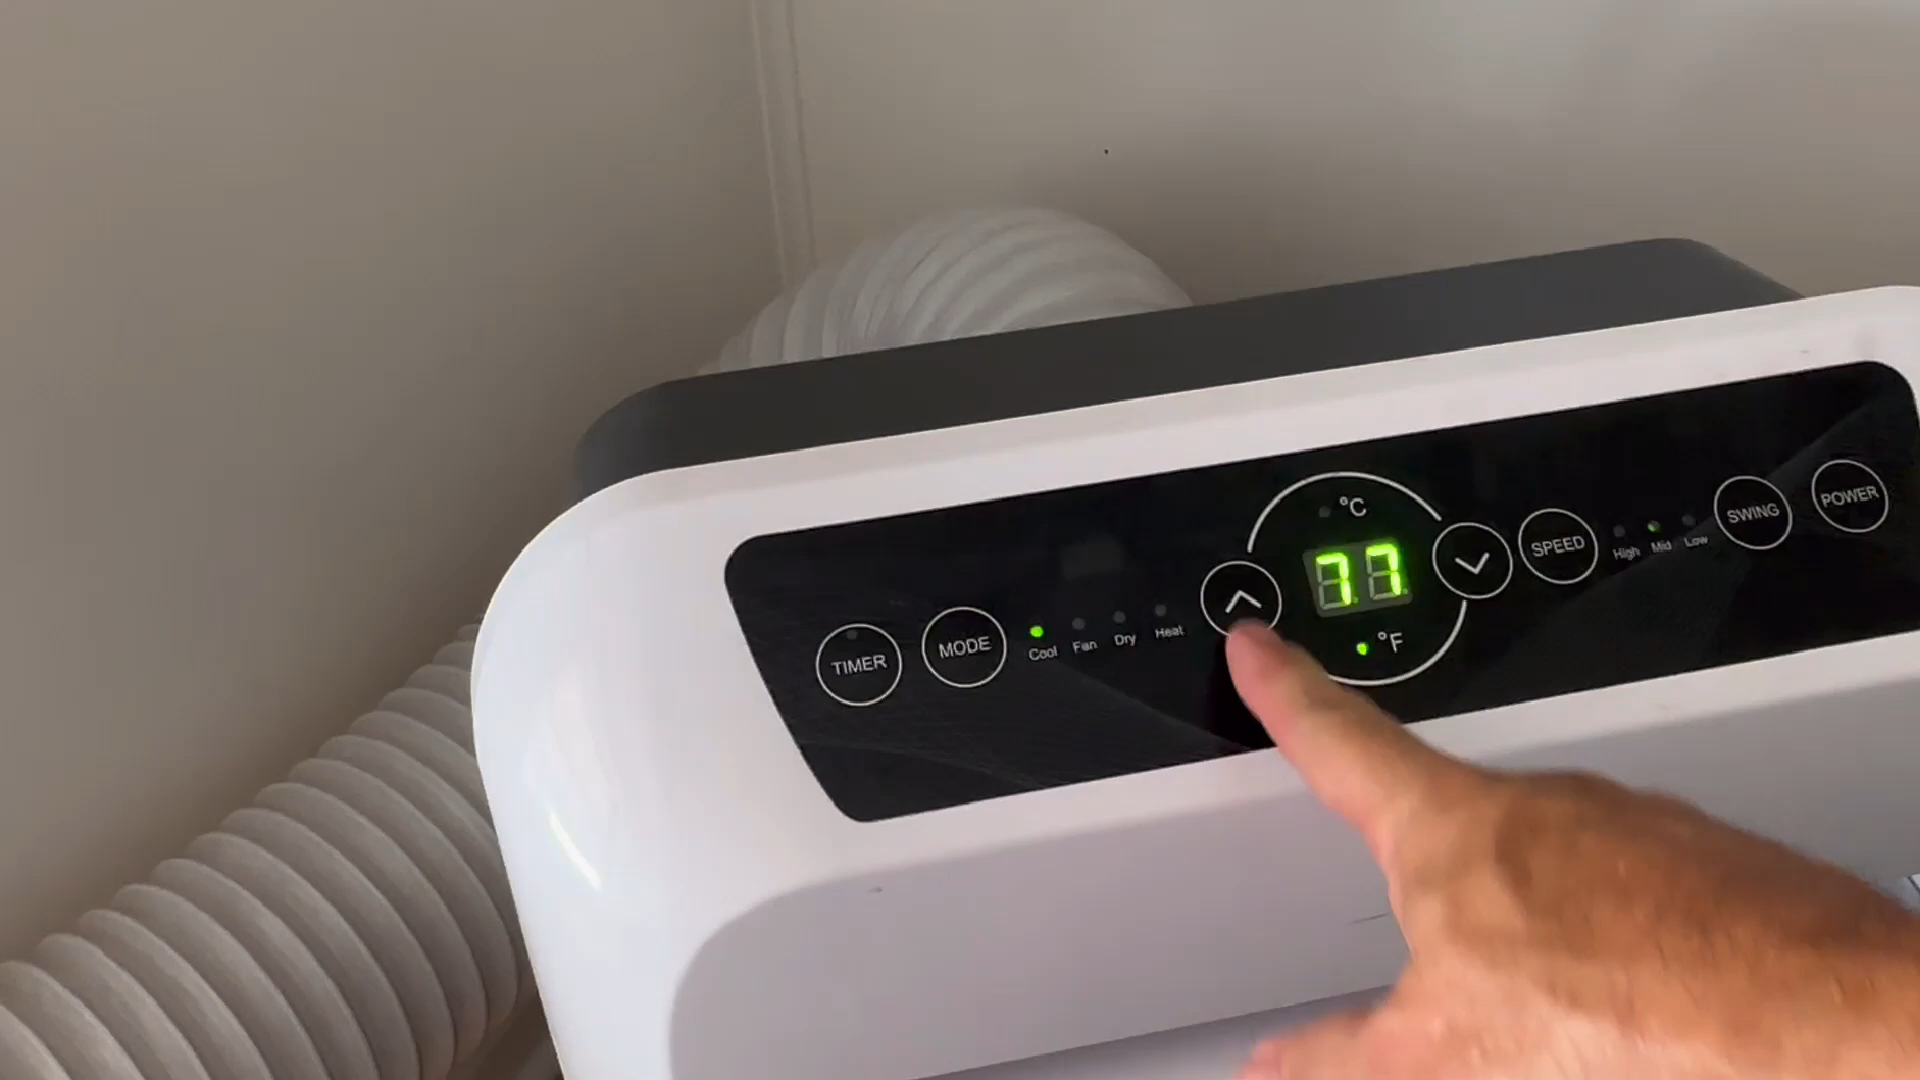 TIMER
MODE
Cool
Fan
Dry
Heat
°C
77
°F
SPEED
High
Mid
Low
SWING
POWER